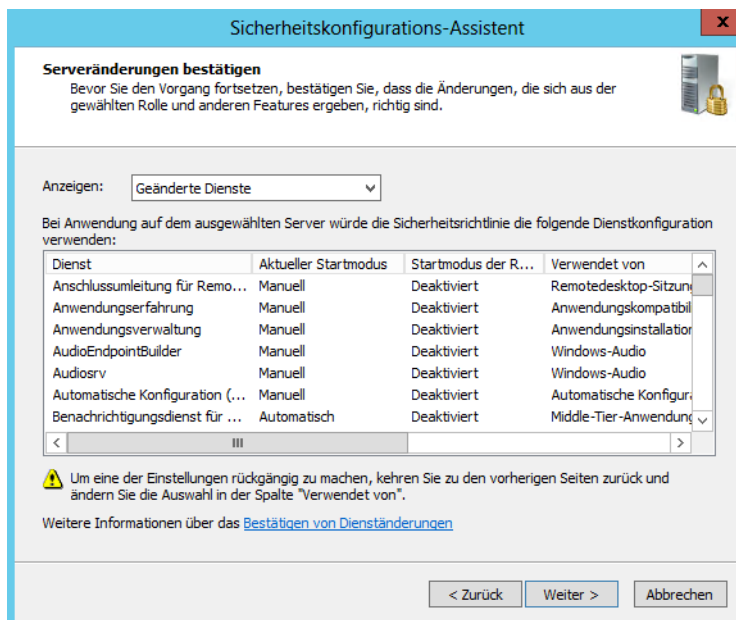 Sicherheitskonfigurations-Assistent
x
Serveränderungen bestätigen
Bevor Sie den Vorgang fortsetzen, bestätigen Sie, dass die Änderungen, die sich aus der
gewählten Rolle und anderen Features ergeben, richtig sind.
Anzeigen: Geänderte Dienste
Bei Anwendung auf dem ausgewählten Server würde die Sicherheitsrichtlinie die folgende Dienstkonfiguration
verwenden:
Dienst Aktueller Startmodus Startmodus der R... Verwendet von
Anschlussumleitung für Remo... Manuell Deaktiviert Remotedesktop-Sitzun
Anwendungserfahrung Manuell Deaktiviert Anwendungskompatibil
Anwendungsverwaltung Manuell Deaktiviert Anwendungsinstallation
AudioEndpointBuilder Manuell Deaktiviert Windows-Audio
Audiosrv Manuell Deaktiviert Windows-Audio
Automatische Konfiguration (... Manuell Deaktiviert Automatische Konfigura
Benachrichtigungsdienst für ... Automatisch Deaktiviert Middle-Tier-Anwendung
Um eine der Einstellungen rückgängig zu machen, kehren Sie zu den vorherigen Seiten zurück und
ändern Sie die Auswahl in der Spalte "Verwendet von".
Weitere Informationen über das Bestätigen von Dienständerungen
< Zurück Weiter > Abbrechen